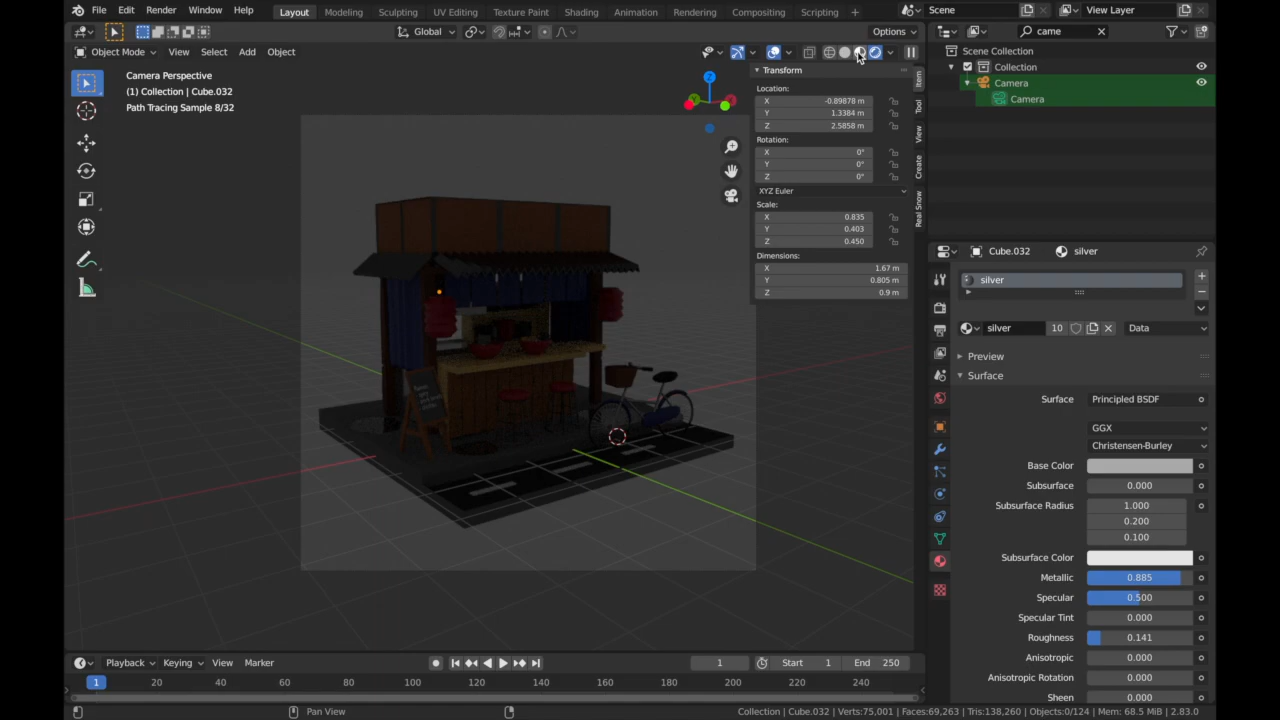 File Edit Render Window Help Layout Modeling Sculpting UV Editing Texture Paint Shading Animation Rendering Compositing Scripting + Scene View Layer
Global Options came
Object Mode View Select Add Object
Scene Collection
Collection
Camera
Camera
Camera Perspective
(1) Collection | Cube.032
Path Tracing Sample 8/32
Z
Transform
Location:
X -0.89878 m
Y 1.3384 m
Z 2.5858 m
Rotation:
X 0°
Y 0°
Z 0°
XYZ Euler
Scale:
X 0.835
Y 0.403
Z 0.450
Dimensions:
X 1.67 m
Y 0.805 m
Z 0.9 m
Item
Tool
View
Create
Real Snow
Cube.032 silver
silver
silver 10 Data
Preview
Surface
Surface Principled BSDF
GGX
Christensen-Burley
Base Color
Subsurface 0.000
Subsurface Radius 1.000
0.200
0.100
Subsurface Color
Metallic 0.885
Specular 0.500
Specular Tint 0.000
Roughness 0.141
Anisotropic 0.000
Anisotropic Rotation 0.000
Sheen 0.000
Playback Keying View Marker 1 Start 1 End 250
1 20 40 60 80 100 120 140 160 180 200 220 240
Pan View
Collection | Cube.032 | Verts:75,001 | Faces:69,263 | Tris:138,260 | Objects:0/124 | Mem: 68.5 MiB | 2.83.0